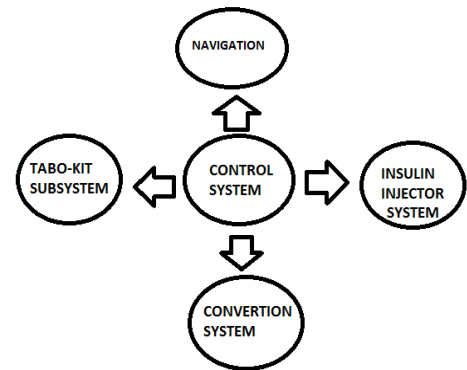 NAVIGATION
TABO-KIT
SUBSYSTEM
CONTROL
SYSTEM
INSULIN
INJECTOR
SYSTEM
CONVERTION
SYSTEM